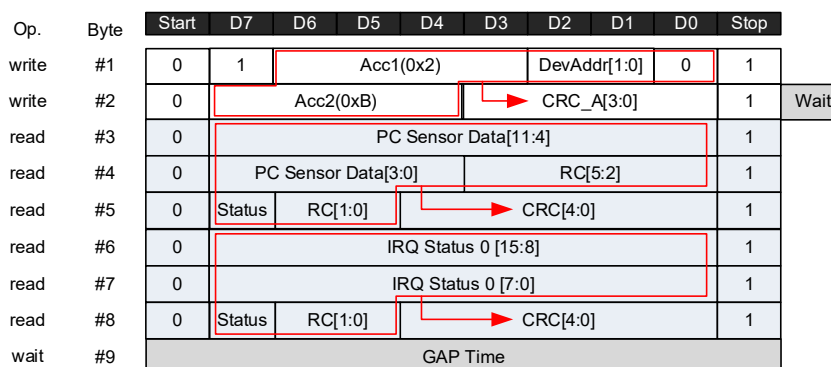 Op. Byte Start D7 D6 D5 D4 D3 D2 D1 D0 Stop
write #1 0 1 Acc1(0x2) DevAddr[1:0] 0 1
write #2 0 Acc2(0xB) CRC_A[3:0] 1 Wait
read #3 0 PC Sensor Data[11:4] 1
read #4 0 PC Sensor Data[3:0] RC[5:2] 1
read #5 0 Status RC[1:0] CRC[4:0] 1
read #6 0 IRQ Status 0 [15:8] 1
read #7 0 IRQ Status 0 [7:0] 1
read #8 0 Status RC[1:0] CRC[4:0] 1
wait #9 GAP Time